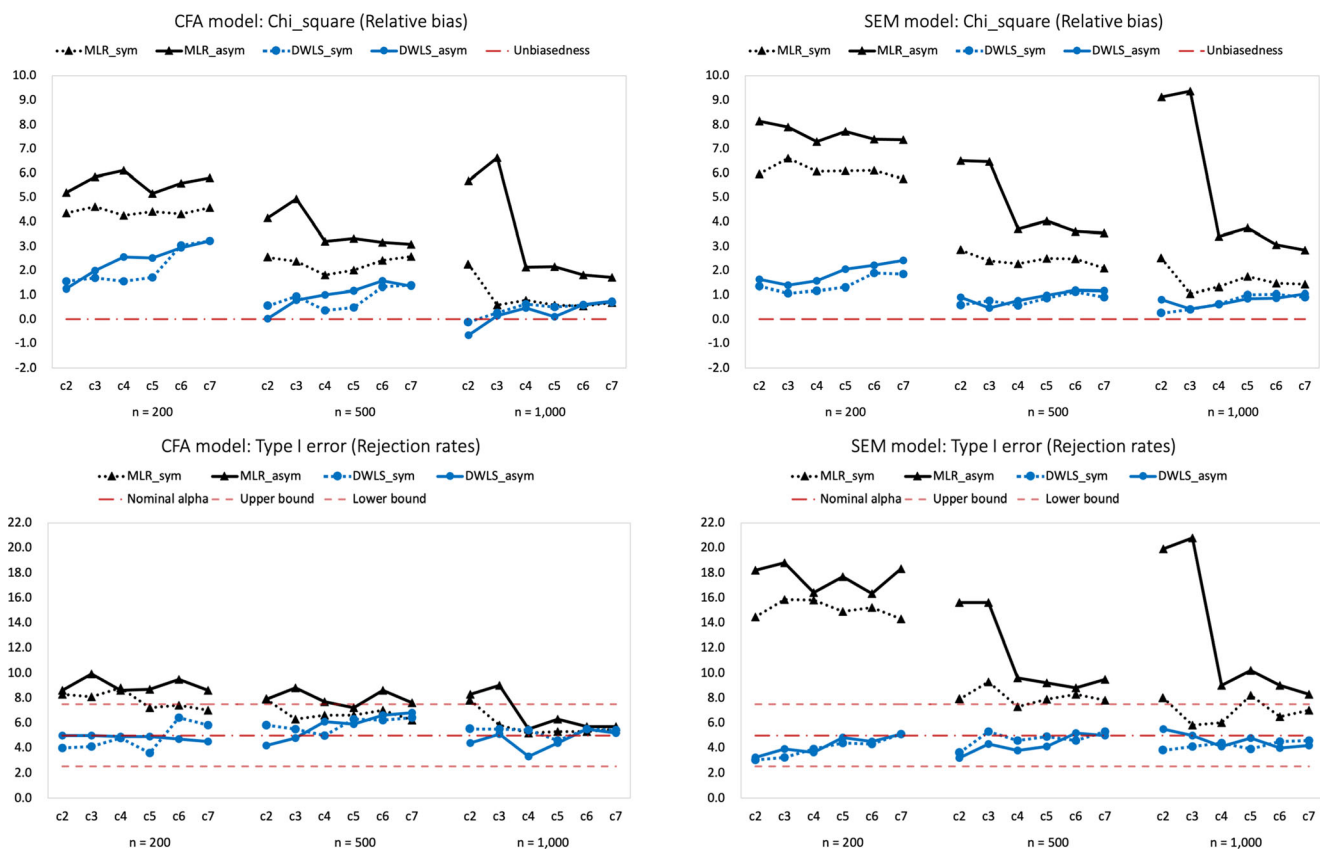 CFA model: Chi_square (Relative bias)
MLR_sym MLR_asym DWLS_sym DWLS_asym Unbiasedness
10.0
9.0
8.0
7.0
6.0
5.0
4.0
3.0
2.0
1.0
0.0
-1.0
-2.0
c2 c3 c4 c5 c6 c7 c2 c3 c4 c5 c6 c7 c2 c3 c4 c5 c6 c7
n = 200 n = 500 n = 1,000
SEM model: Chi_square (Relative bias)
MLR_sym MLR_asym DWLS_sym DWLS_asym Unbiasedness
10.0
9.0
8.0
7.0
6.0
5.0
4.0
3.0
2.0
1.0
0.0
-1.0
-2.0
c2 c3 c4 c5 c6 c7 c2 c3 c4 c5 c6 c7 c2 c3 c4 c5 c6 c7
n = 200 n = 500 n = 1,000
CFA model: Type I error (Rejection rates)
MLR_sym MLR_asym DWLS_sym DWLS_asym
Nominal alpha Upper bound Lower bound
22.0
20.0
18.0
16.0
14.0
12.0
10.0
8.0
6.0
4.0
2.0
0.0
c2 c3 c4 c5 c6 c7 c2 c3 c4 c5 c6 c7 c2 c3 c4 c5 c6 c7
n = 200 n = 500 n = 1,000
SEM model: Type I error (Rejection rates)
MLR_sym MLR_asym DWLS_sym DWLS_asym
Nominal alpha Upper bound Lower bound
22.0
20.0
18.0
16.0
14.0
12.0
10.0
8.0
6.0
4.0
2.0
0.0
c2 c3 c4 c5 c6 c7 c2 c3 c4 c5 c6 c7 c2 c3 c4 c5 c6 c7
n = 200 n = 500 n = 1,000